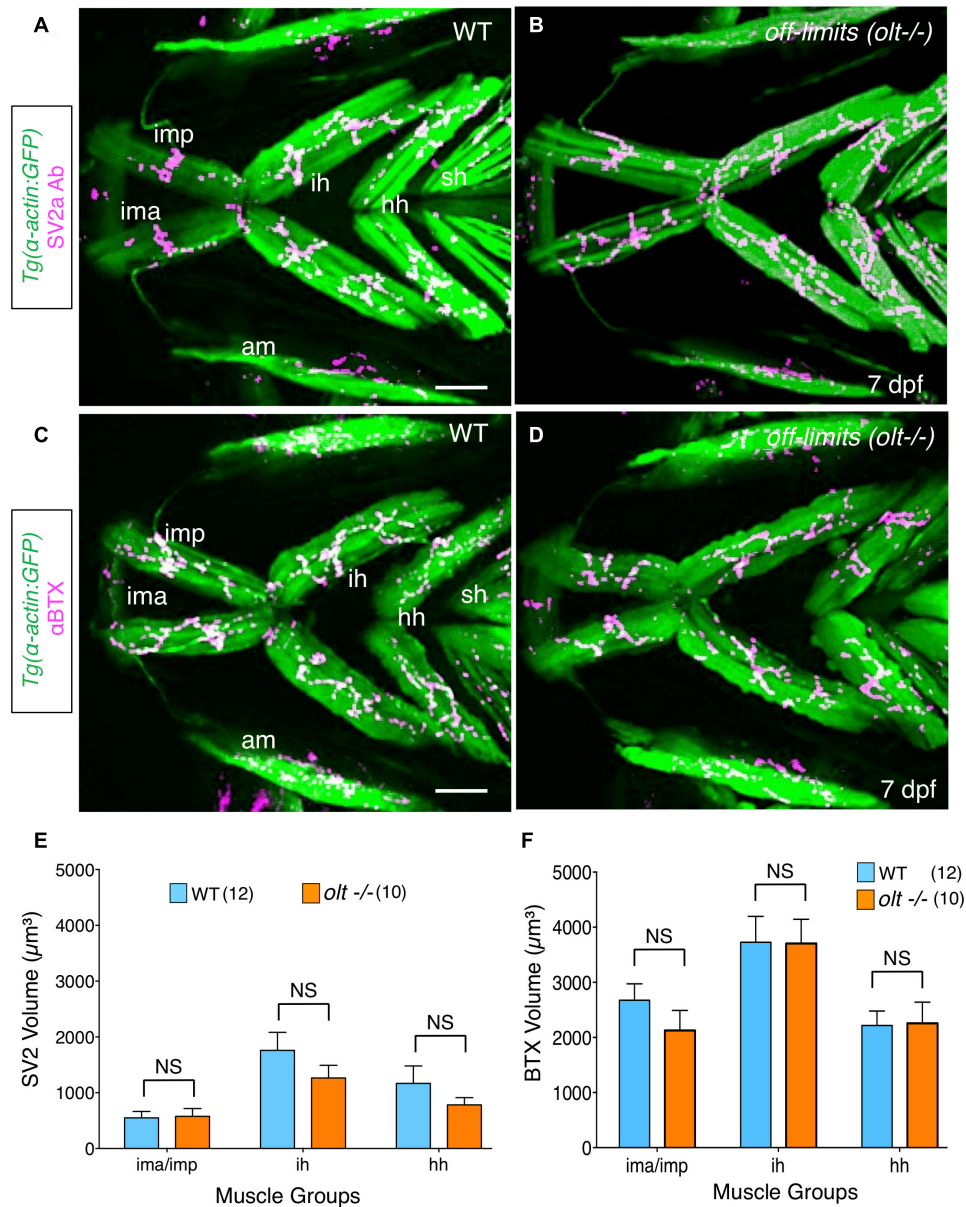 A
WT
B
off-limits (olt-/-)
Tg(α-actin:GFP)
SV2a Ab
imp
ih
sh
ima
hh
am
7 dpf
C
WT
D
off-limits (olt-/-)
Tg(α-actin:GFP)
αBTX
imp
ih
ima
sh
hh
am
7 dpf
E
5000
WT (12)
olt -/- (10)
4000
3000
2000
1000
0
SV2 Volume (µm³)
NS
NS
NS
ima/imp
ih
hh
Muscle Groups
F
WT (12)
olt -/- (10)
5000
4000
3000
2000
1000
0
BTX Volume (µm³)
NS
NS
NS
ima/imp
ih
hh
Muscle Groups